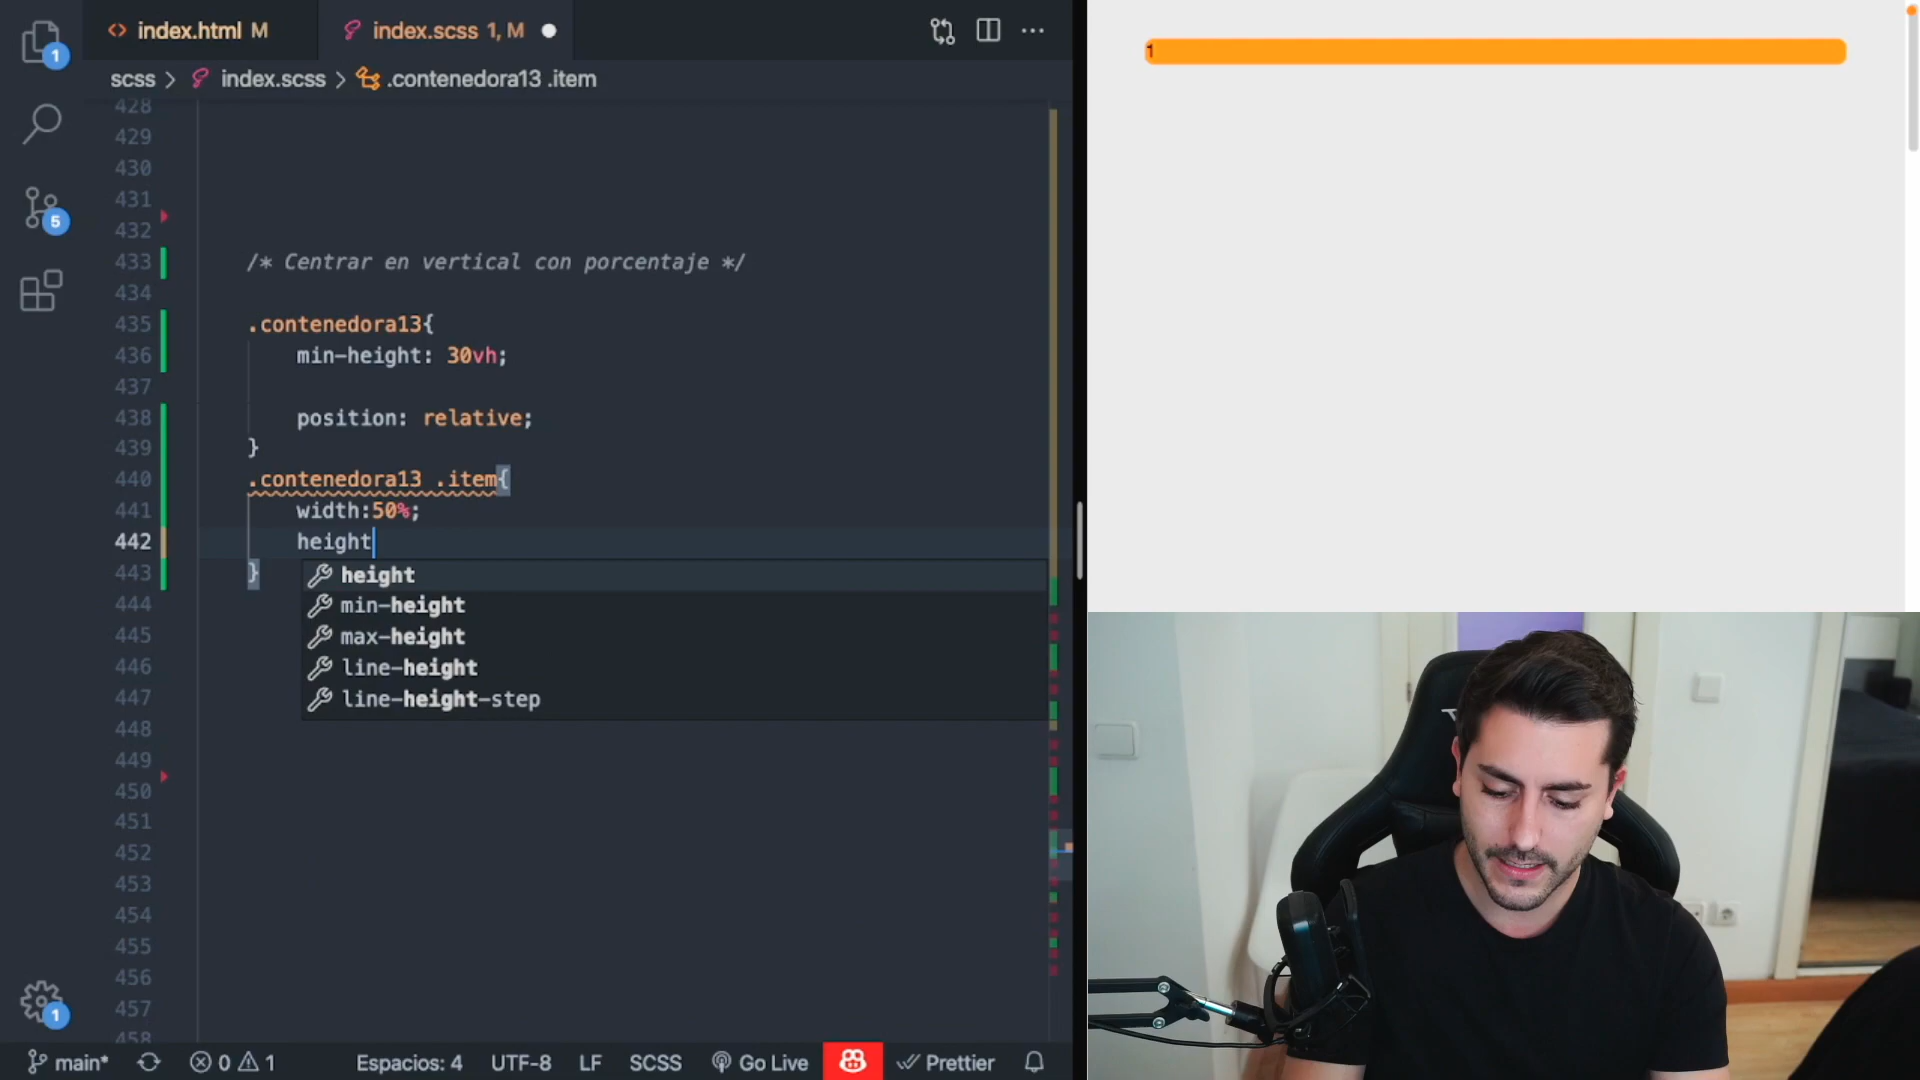 index.html M
index.scss 1, M
scss > index.scss > .contenedora13 .item
428
429
430
431
432
433 /* Centrar en vertical con porcentaje */
434
435 .contenedora13{
436 min-height: 30vh;
437
438 position: relative;
439 }
440 .contenedora13 .item{
441 width:50%;
442 height
443 }
height
min-height
max-height
line-height
line-height-step
444
445
446
447
448
449
450
451
452
453
454
455
456
457
458
1
5
1
main* 0 1 Espacios: 4 UTF-8 LF SCSS Go Live Prettier
1